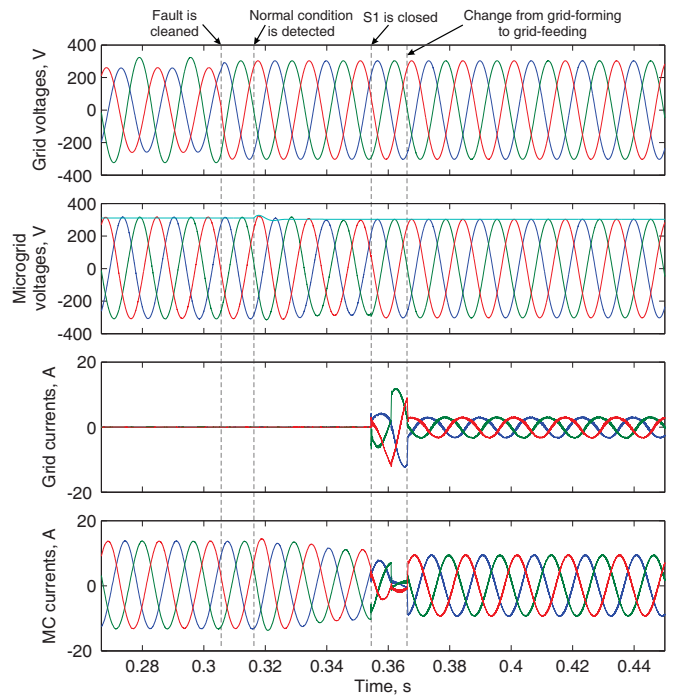 Fault is
cleaned
Normal condition
is detected
S1 is closed
Change from grid-forming
to grid-feeding
Grid voltages, V
400
200
0
-200
-400
Microgrid
voltages, V
400
200
0
-200
-400
Grid currents, A
20
0
-20
MC currents, A
20
10
0
-10
-20
0.28
0.3
0.32
0.34
0.36
0.38
0.4
0.42
0.44
Time, s